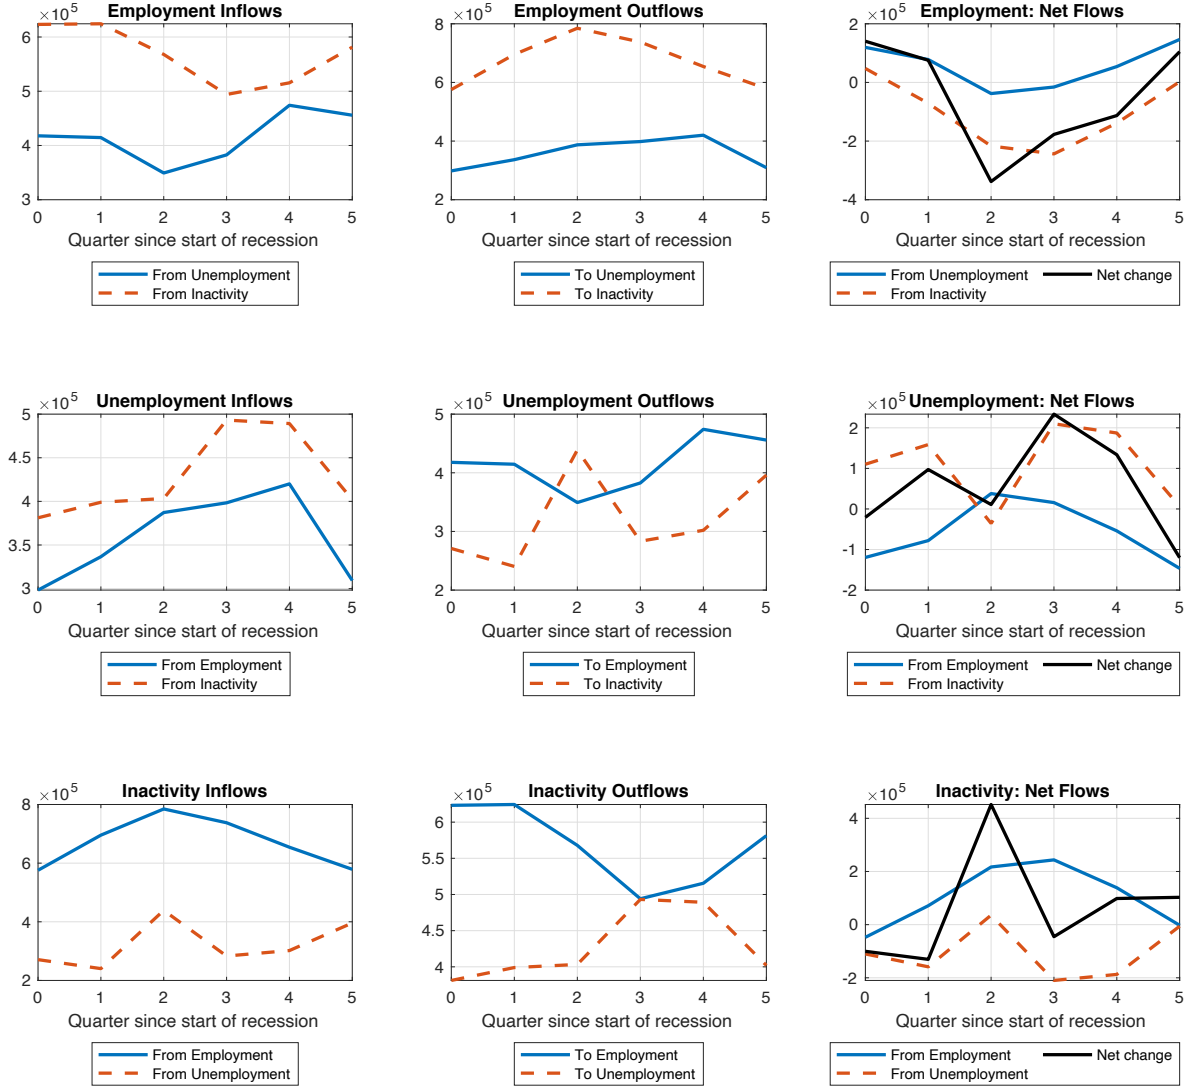 Employment Inflows
×10^5
6
5
4
3
0 1 2 3 4 5
Quarter since start of recession
From Unemployment
From Inactivity
Employment Outflows
×10^5
8
6
4
2
0 1 2 3 4 5
Quarter since start of recession
To Unemployment
To Inactivity
Employment: Net Flows
×10^5
2
0
-2
-4
0 1 2 3 4 5
Quarter since start of recession
From Unemployment
From Inactivity
Net change
Unemployment Inflows
×10^5
5
4.5
4
3.5
3
0 1 2 3 4 5
Quarter since start of recession
From Employment
From Inactivity
Unemployment Outflows
×10^5
5
4
3
2
0 1 2 3 4 5
Quarter since start of recession
To Employment
To Inactivity
Unemployment: Net Flows
×10^5
2
1
0
-1
-2
0 1 2 3 4 5
Quarter since start of recession
From Employment
From Inactivity
Net change
Inactivity Inflows
×10^5
8
6
4
2
0 1 2 3 4 5
Quarter since start of recession
From Employment
From Unemployment
Inactivity Outflows
×10^5
6
5.5
5
4.5
4
0 1 2 3 4 5
Quarter since start of recession
To Employment
To Unemployment
Inactivity: Net Flows
×10^5
4
2
0
-2
0 1 2 3 4 5
Quarter since start of recession
From Employment
From Unemployment
Net change